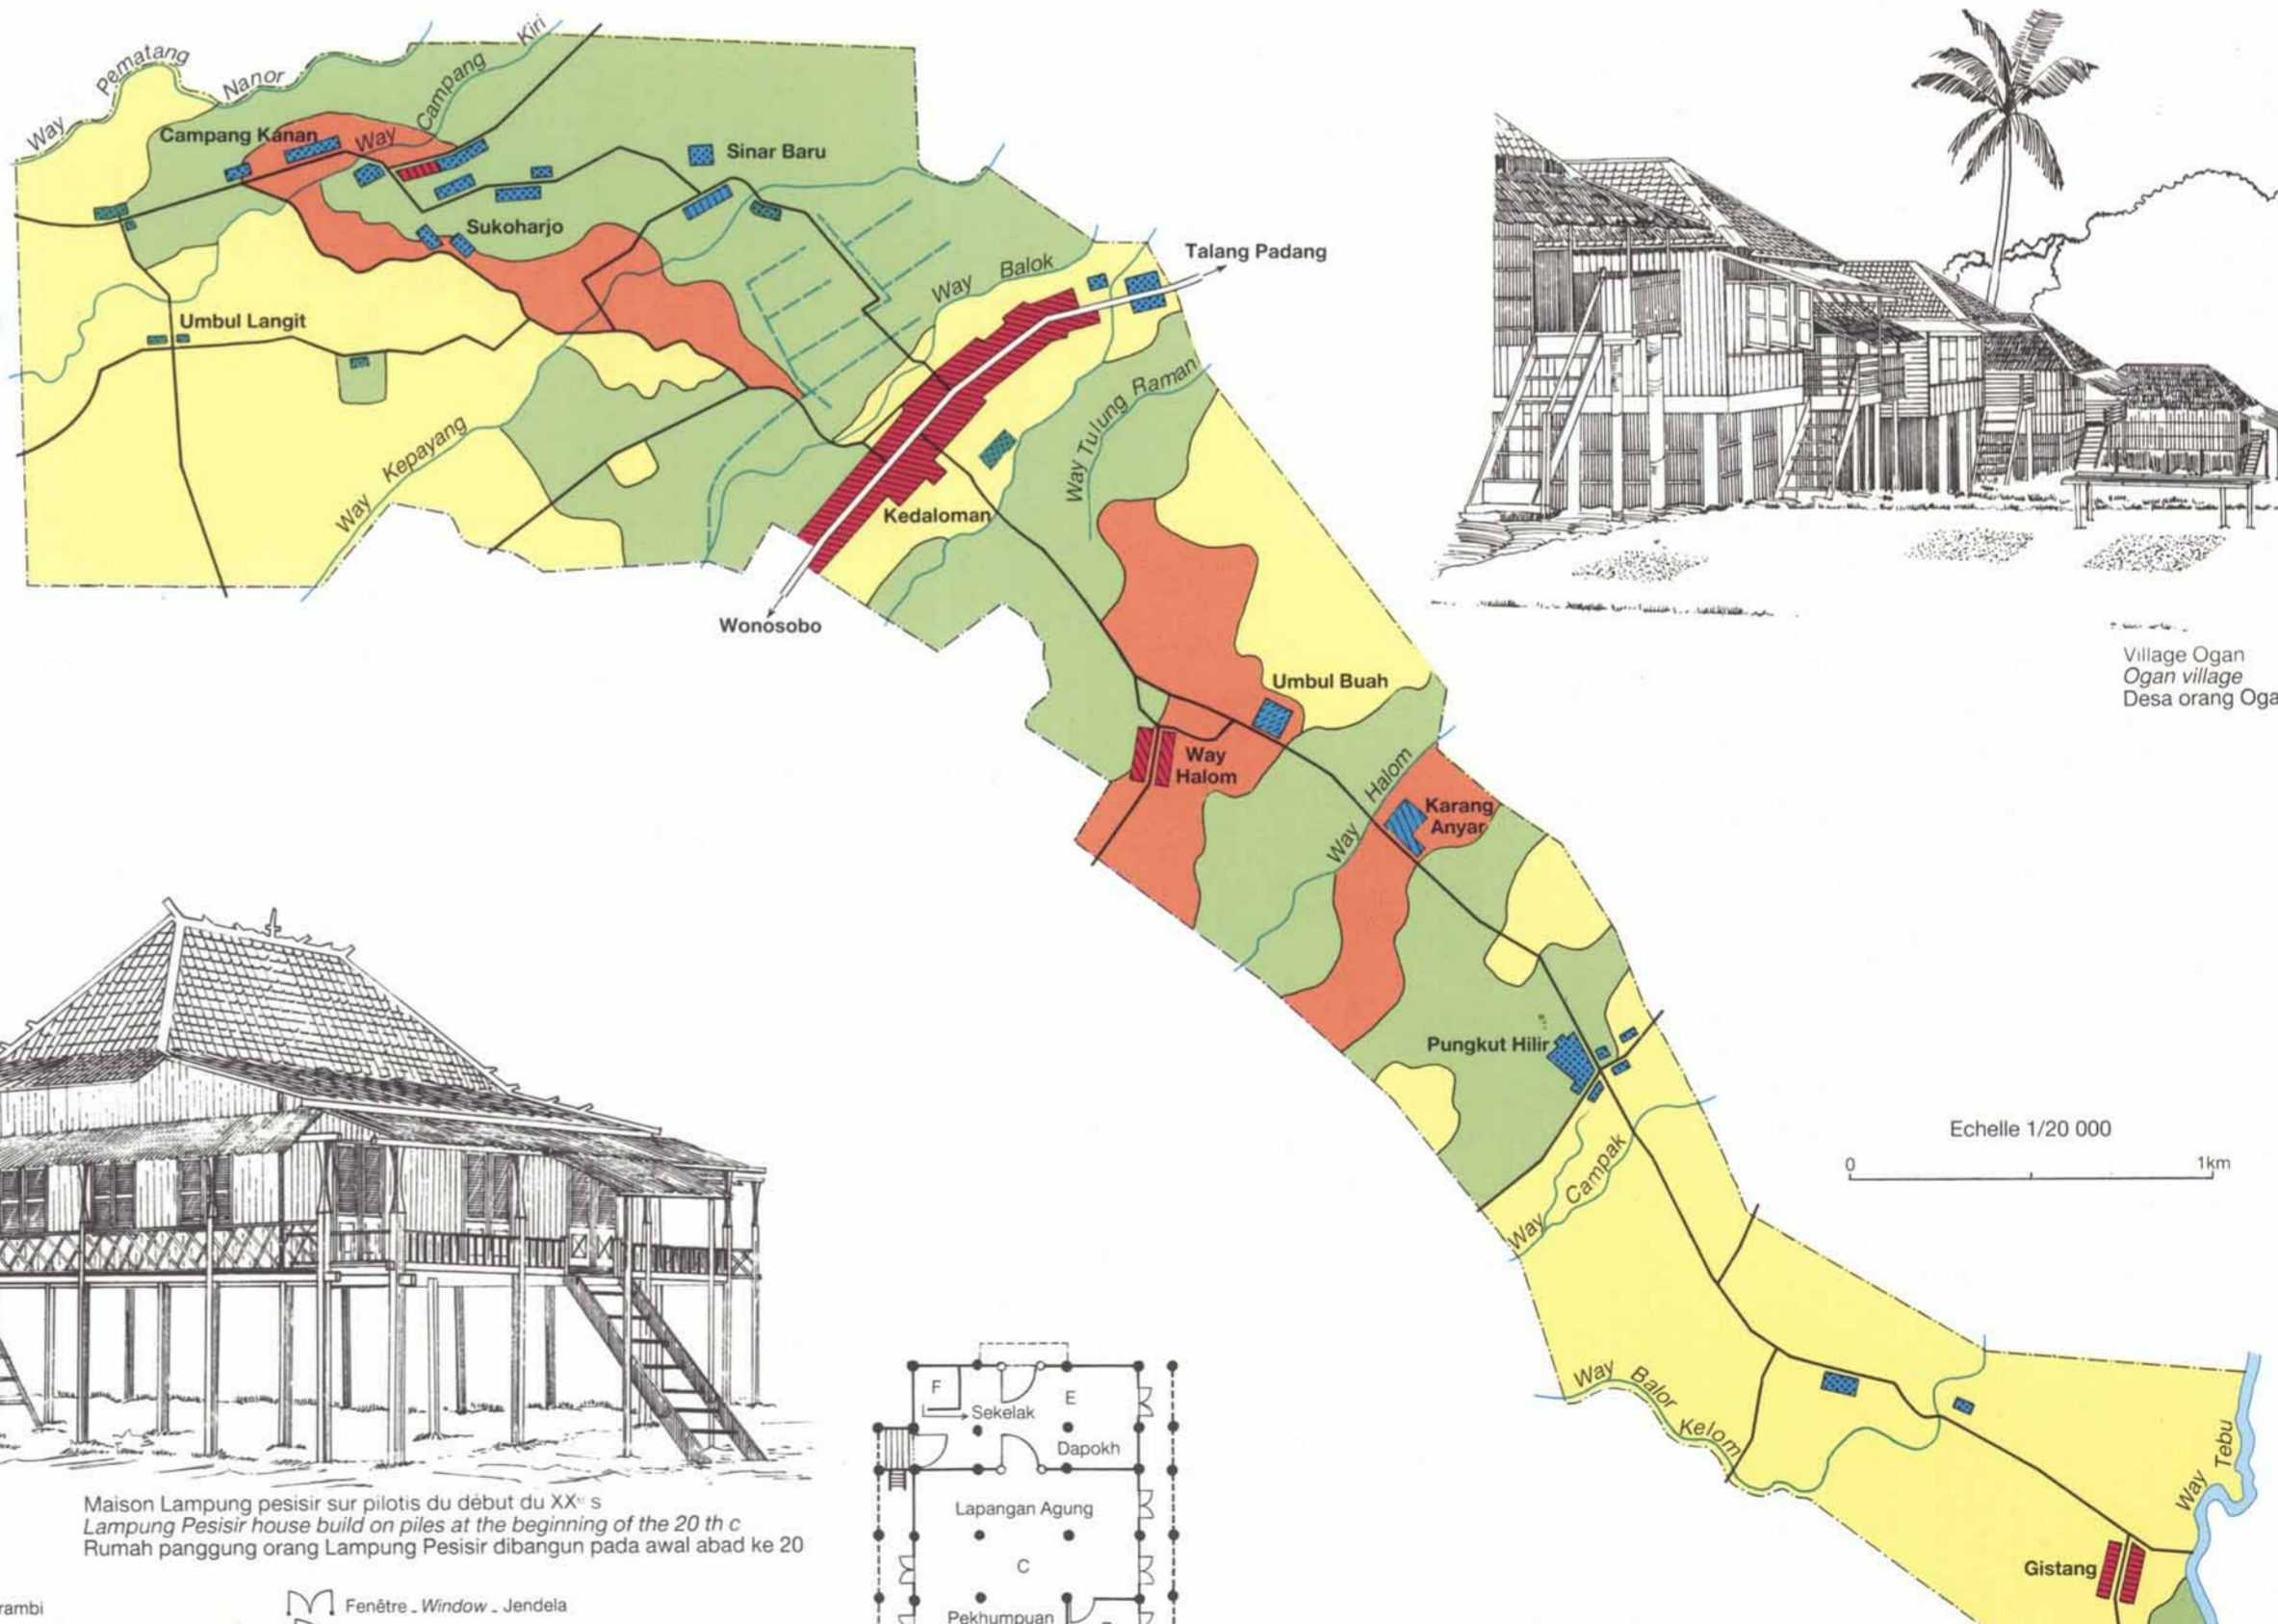 Way Pematang Nanor
Way Campang Kiri
Campang Kanan
Sinar Baru
Sukoharjo
Talang Padang
Way Balok
Umbul Langit
Way Tulung Raman
Way Kepayang
Kedaloman
Wonosobo
Village Ogan
Ogan village
Desa orang Oga
Umbul Buah
Way
Halom
Way Halom
Karang
Anyar
Pungkut Hilir
Echelle 1/20 000
0 1km
Way Campak
Way Balor Kelom
Way Tebu
Gistang
F
E
Sekelak
Dapokh
Lapangan Agung
C
Pekhumpuan
Maison Lampung pesisir sur pilotis du début du XXe s
Lampung Pesisir house build on piles at the beginning of the 20 th c
Rumah panggung orang Lampung Pesisir dibangun pada awal abad ke 20
rambi
Fenêtre - Window - Jendela